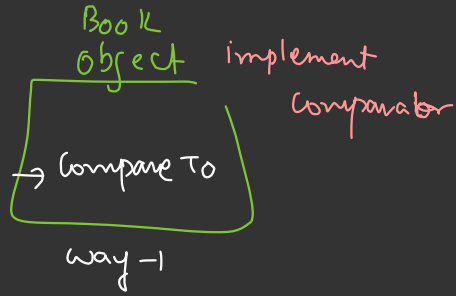 Book
object
implement
Comparator
→ Compare To
way-1